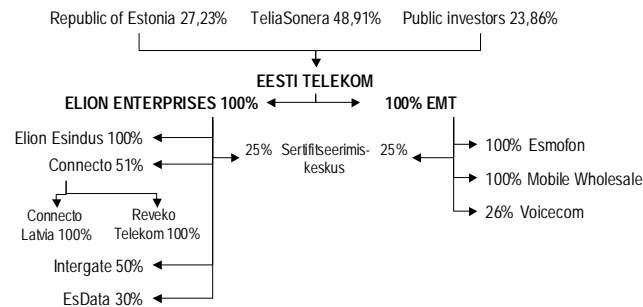 Republic of Estonia 27,23% TeliaSonera 48,91% Public investors 23,86%
EESTI TELEKOM
ELION ENTERPRISES 100% 100% EMT
Elion Esindus 100%
Connecto 51%
25% Sertifitseerimis-
keskus
25%
100% Esmofon
100% Mobile Wholesale
26% Voicecom
Connecto
Latvia 100%
Reveko
Telekom 100%
Intergate 50%
EsData 30%